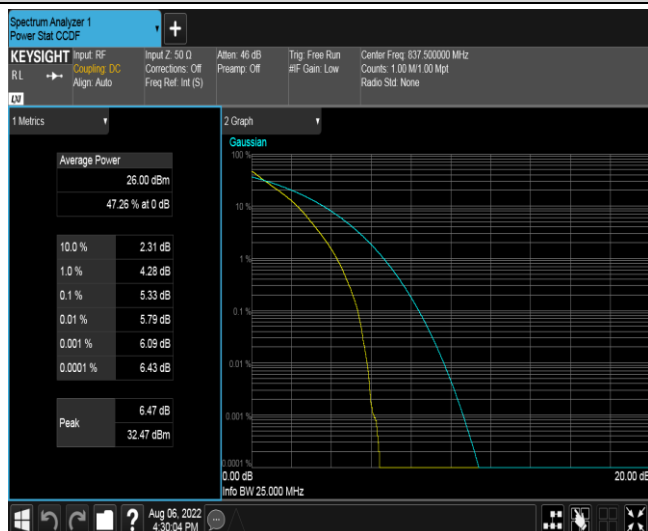 Spectrum Analyzer 1
Power Stat CCDF
KEYSIGHT
RL
LXI
Input: RF
Coupling: DC
Align: Auto
Input Z: 50 Ω
Corrections: Off
Freq Ref: Int (S)
Atten: 46 dB
Preamp: Off
Trig: Free Run
#IF Gain: Low
Center Freq: 837.500000 MHz
Counts: 1.00 M/1.00 Mpt
Radio Std: None
1 Metrics
Average Power
26.00 dBm
47.26 % at 0 dB
10.0 % 2.31 dB
1.0 % 4.28 dB
0.1 % 5.33 dB
0.01 % 5.79 dB
0.001 % 6.09 dB
0.0001 % 6.43 dB
Peak
6.47 dB
32.47 dBm
2 Graph
Gaussian
100 %
10 %
1 %
0.1 %
0.01 %
0.001 %
0.0001 %
0.00 dB 20.00 dB
Info BW 25.000 MHz
?
Aug 06, 2022
4:30:04 PM